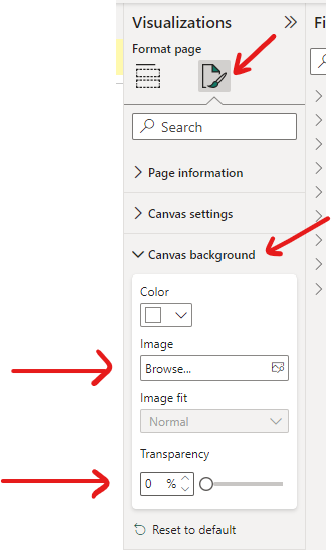 Visualizations
Fi
Format page
Search
Page information
Canvas settings
Canvas background
Color
Image
Browse...
Image fit
Normal
Transparency
0 %
Reset to default